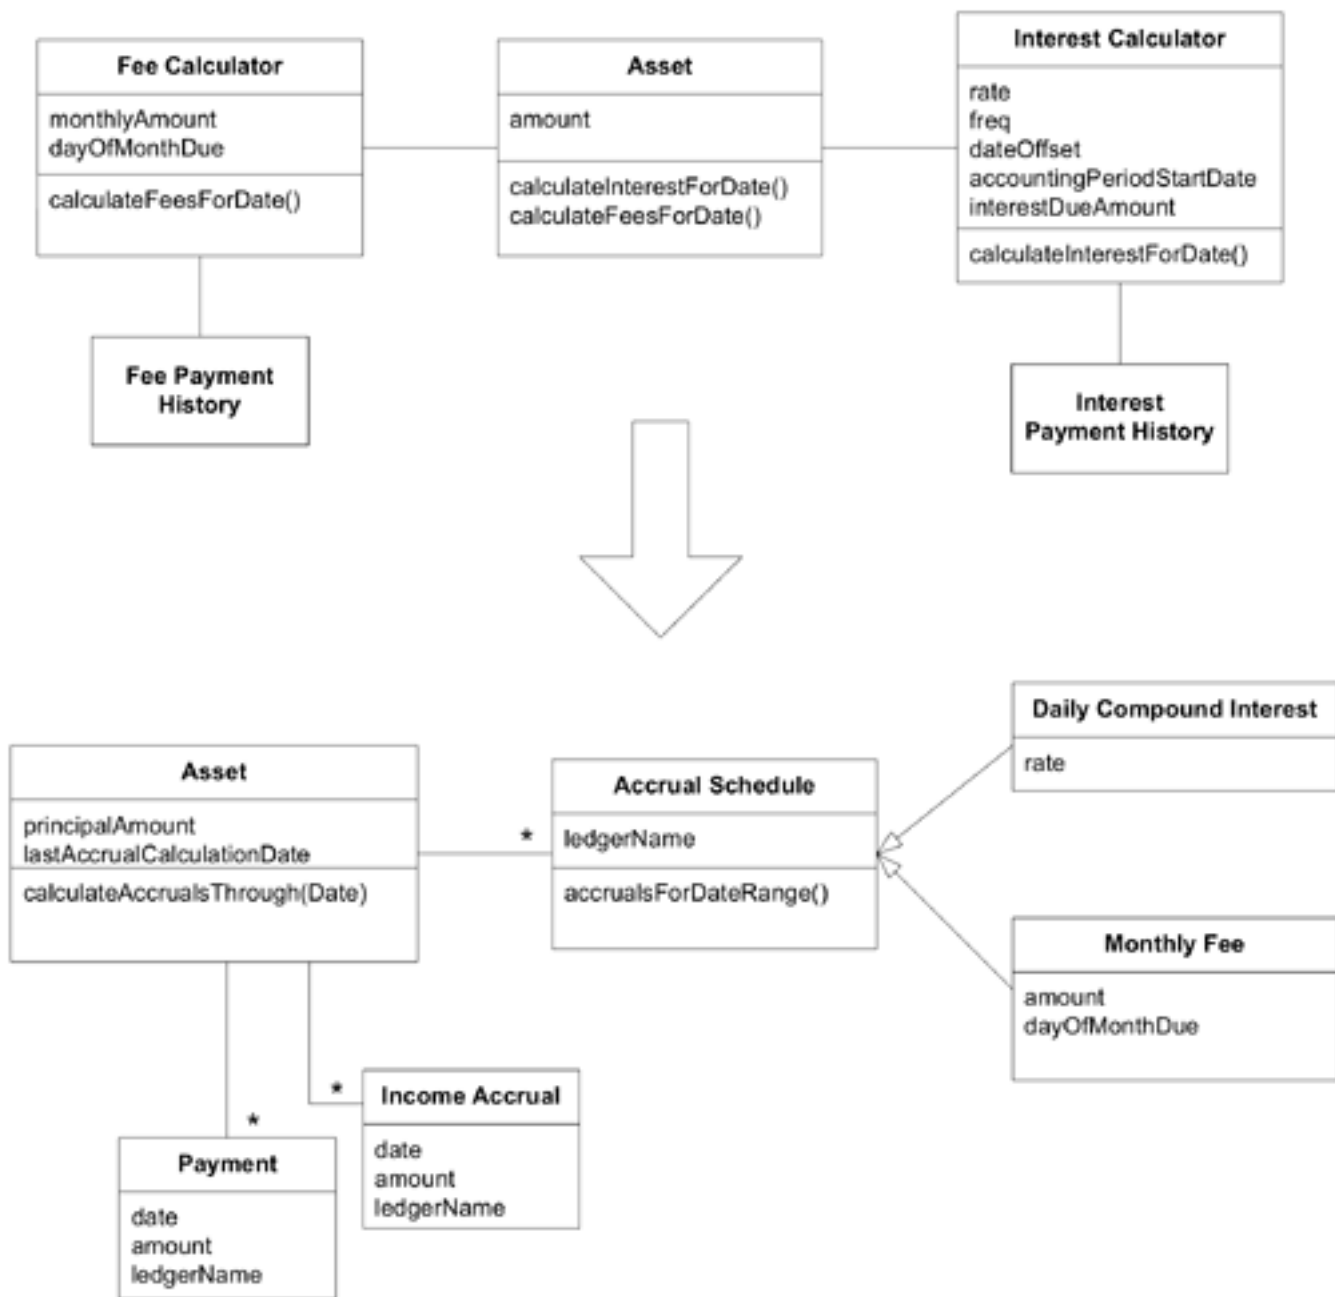 Fee Calculator
monthlyAmount
dayOfMonthDue
calculateFeesForDate()
Asset
amount
calculateInterestForDate()
calculateFeesForDate()
Interest Calculator
rate
freq
dateOffset
accountingPeriodStartDate
interestDueAmount
calculateInterestForDate()
Fee Payment
History
Interest
Payment History
Asset
principalAmount
lastAccrualCalculationDate
calculateAccrualsThrough(Date)
*
Accrual Schedule
ledgerName
accrualsForDateRange()
Daily Compound Interest
rate
Monthly Fee
amount
dayOfMonthDue
*
Income Accrual
date
amount
ledgerName
*
Payment
date
amount
ledgerName